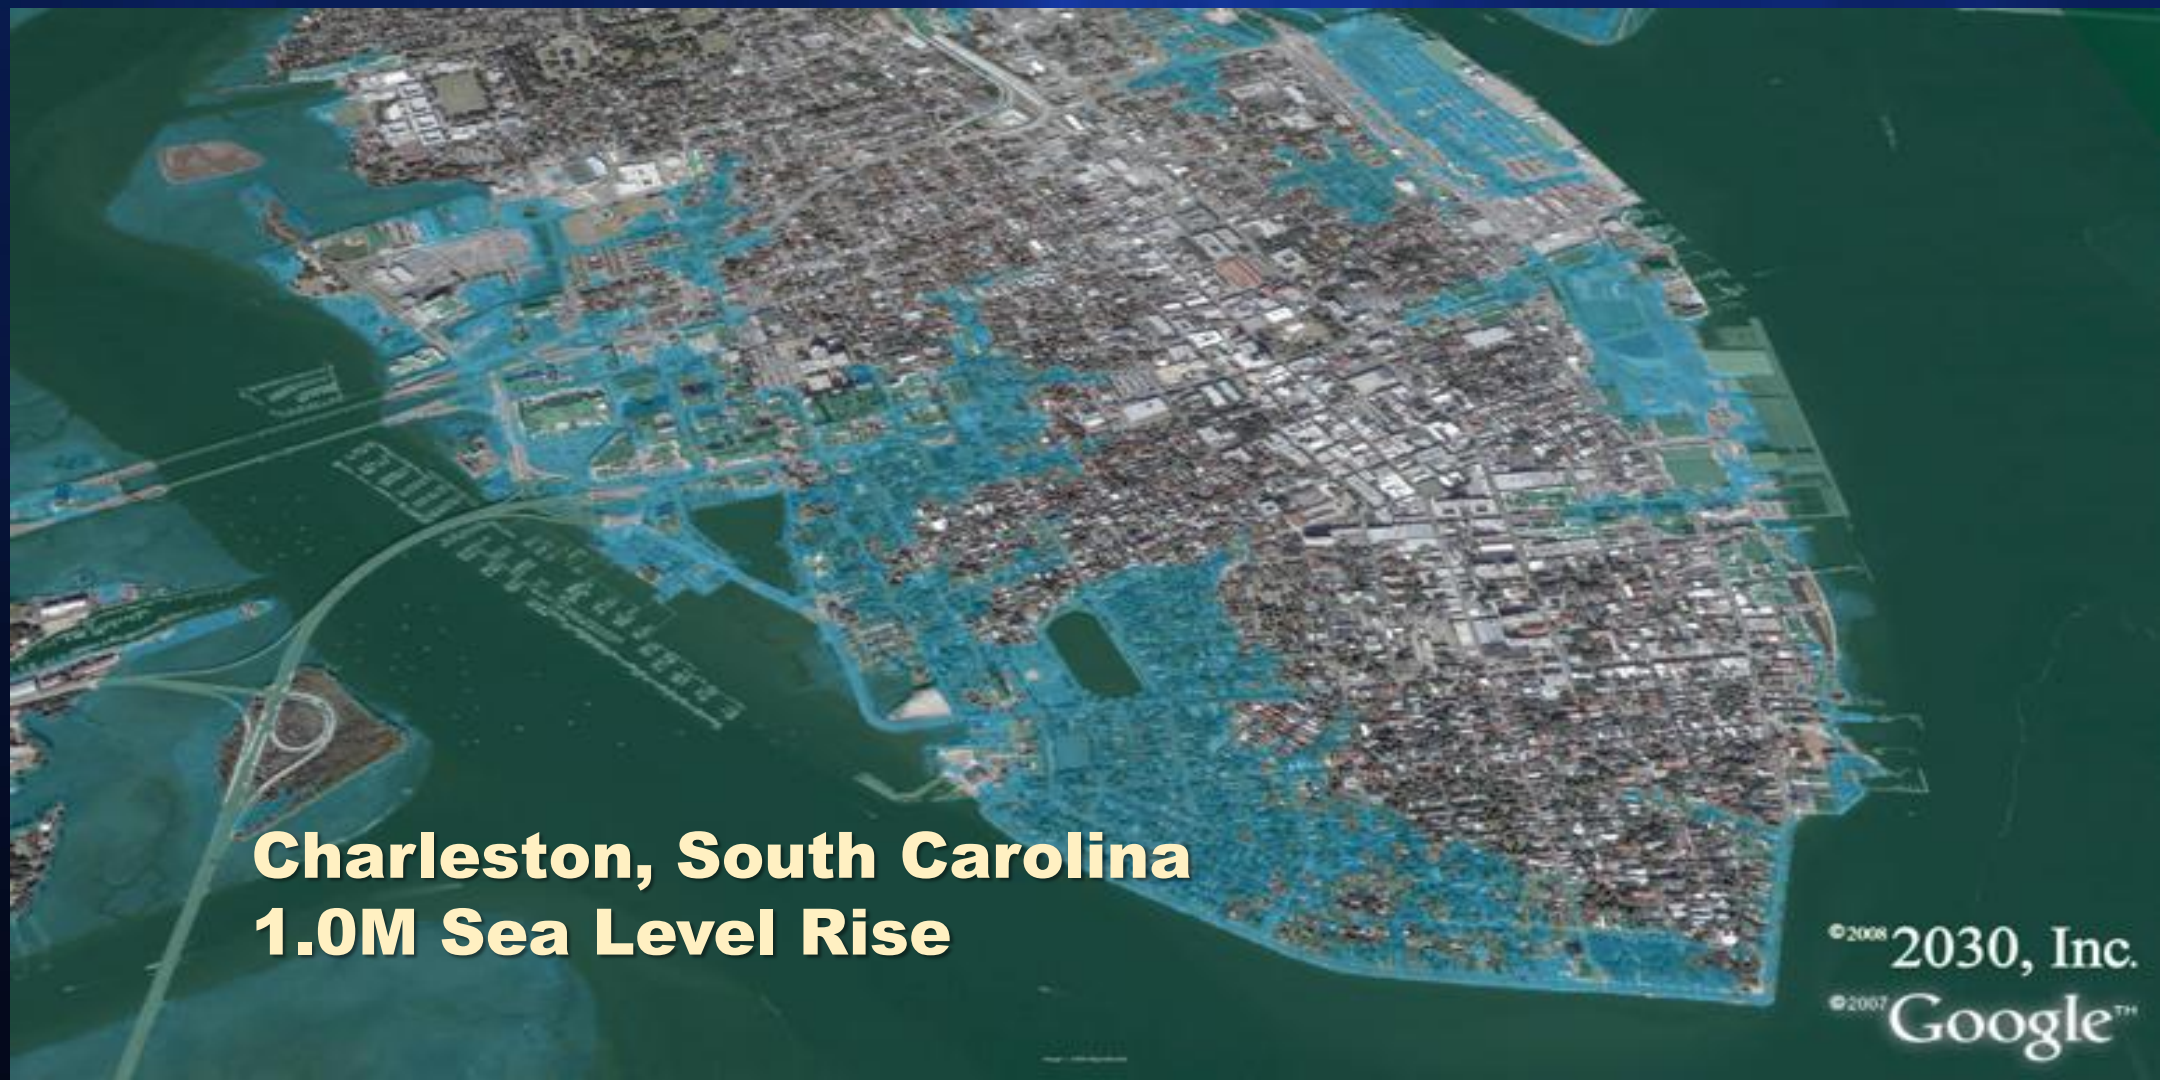 Charleston, South Carolina
1.0M Sea Level Rise
©2008 2030, Inc.
©2007 Google™